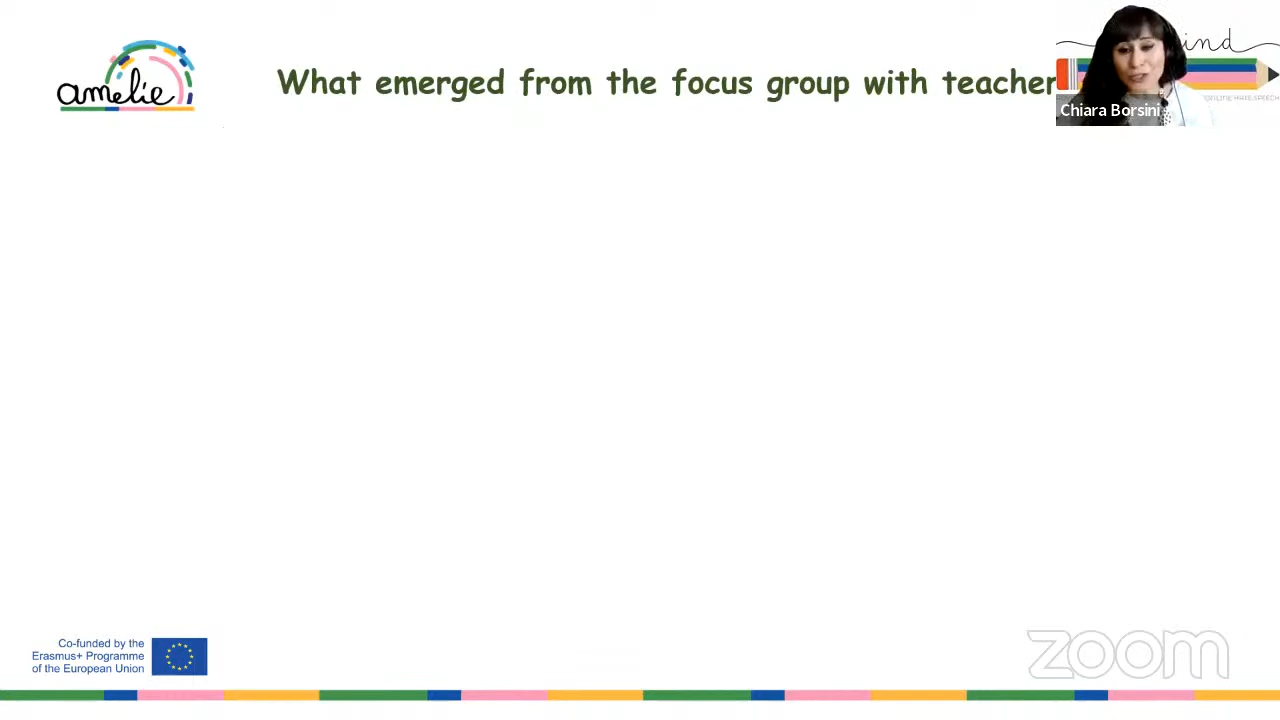 amelie
What emerged from the focus group with teacher
ind
Chiara Borsini
Co-funded by the
Erasmus+ Programme
of the European Union
zoom